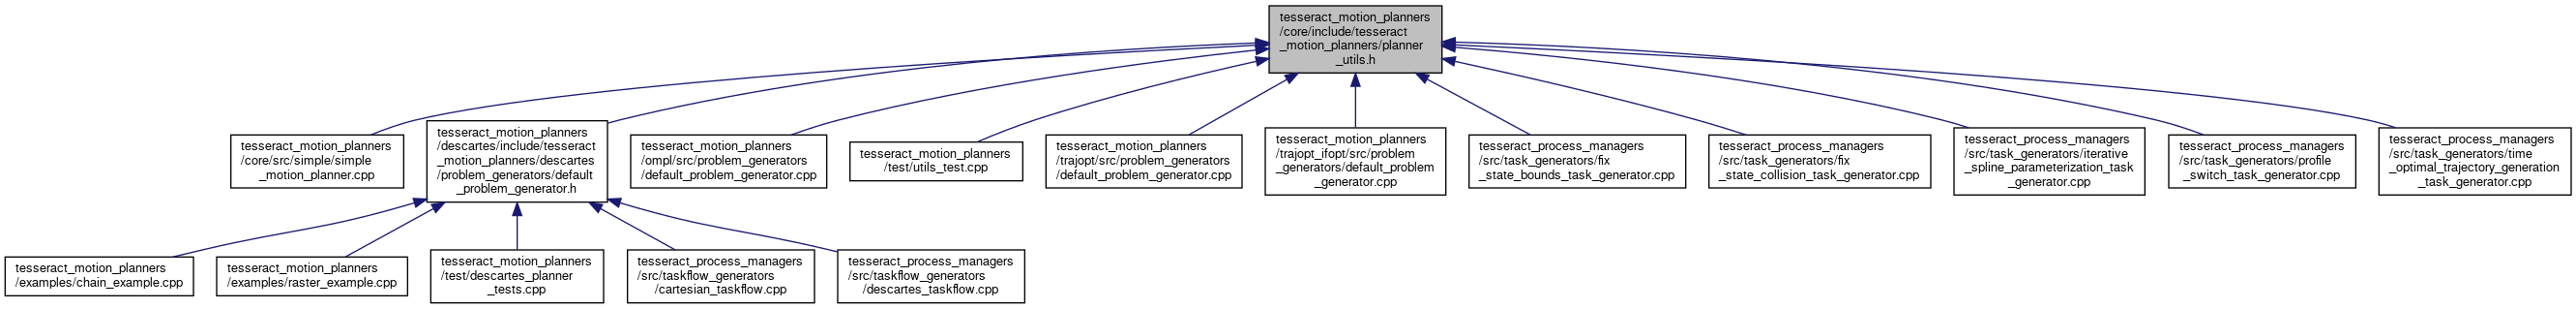 tesseract_motion_planners
/core/include/tesseract
_motion_planners/planner
_utils.h
tesseract_motion_planners
/core/src/simple/simple
_motion_planner.cpp
tesseract_motion_planners
/descartes/include/tesseract
_motion_planners/descartes
/problem_generators/default
_problem_generator.h
tesseract_motion_planners
/ompl/src/problem_generators
/default_problem_generator.cpp
tesseract_motion_planners
/test/utils_test.cpp
tesseract_motion_planners
/trajopt/src/problem_generators
/default_problem_generator.cpp
tesseract_motion_planners
/trajopt_ifopt/src/problem
_generators/default_problem
_generator.cpp
tesseract_process_managers
/src/task_generators/fix
_state_bounds_task_generator.cpp
tesseract_process_managers
/src/task_generators/fix
_state_collision_task_generator.cpp
tesseract_process_managers
/src/task_generators/iterative
_spline_parameterization_task
_generator.cpp
tesseract_process_managers
/src/task_generators/profile
_switch_task_generator.cpp
tesseract_process_managers
/src/task_generators/time
_optimal_trajectory_generation
_task_generator.cpp
tesseract_motion_planners
/examples/chain_example.cpp
tesseract_motion_planners
/examples/raster_example.cpp
tesseract_motion_planners
/test/descartes_planner
_tests.cpp
tesseract_process_managers
/src/taskflow_generators
/cartesian_taskflow.cpp
tesseract_process_managers
/src/taskflow_generators
/descartes_taskflow.cpp